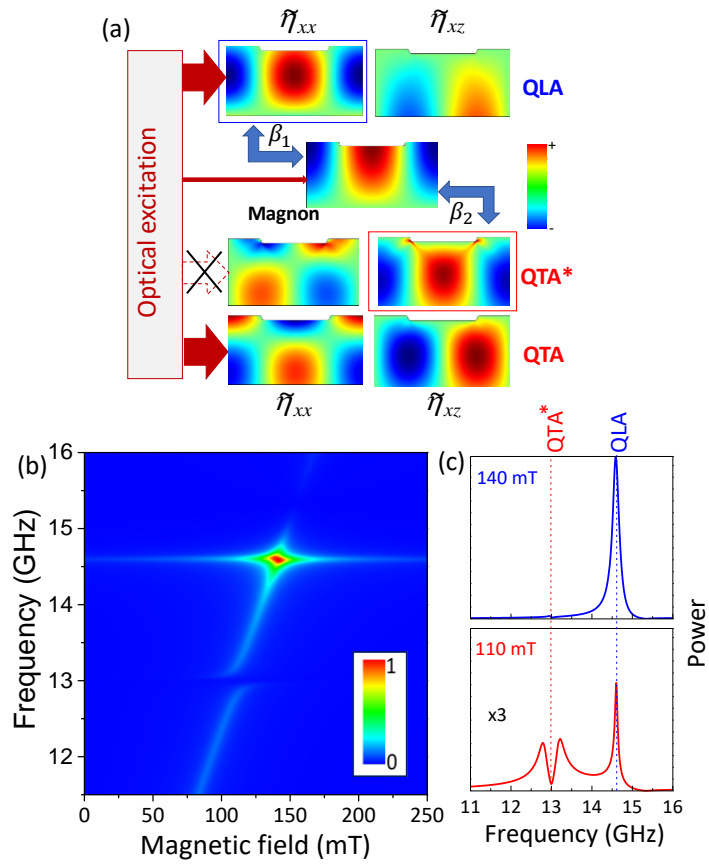 (a)
η̃xx η̃xz
QLA
β1
+
-
Magnon
β2
Optical excitation
QTA*
QTA
η̃xx η̃xz
(b)
Frequency (GHz)
16
15
14
13
12
1
0
0 50 100 150 200 250
Magnetic field (mT)
(c)
QTA*
QLA
140 mT
110 mT
x3
Power
11 12 13 14 15 16
Frequency (GHz)